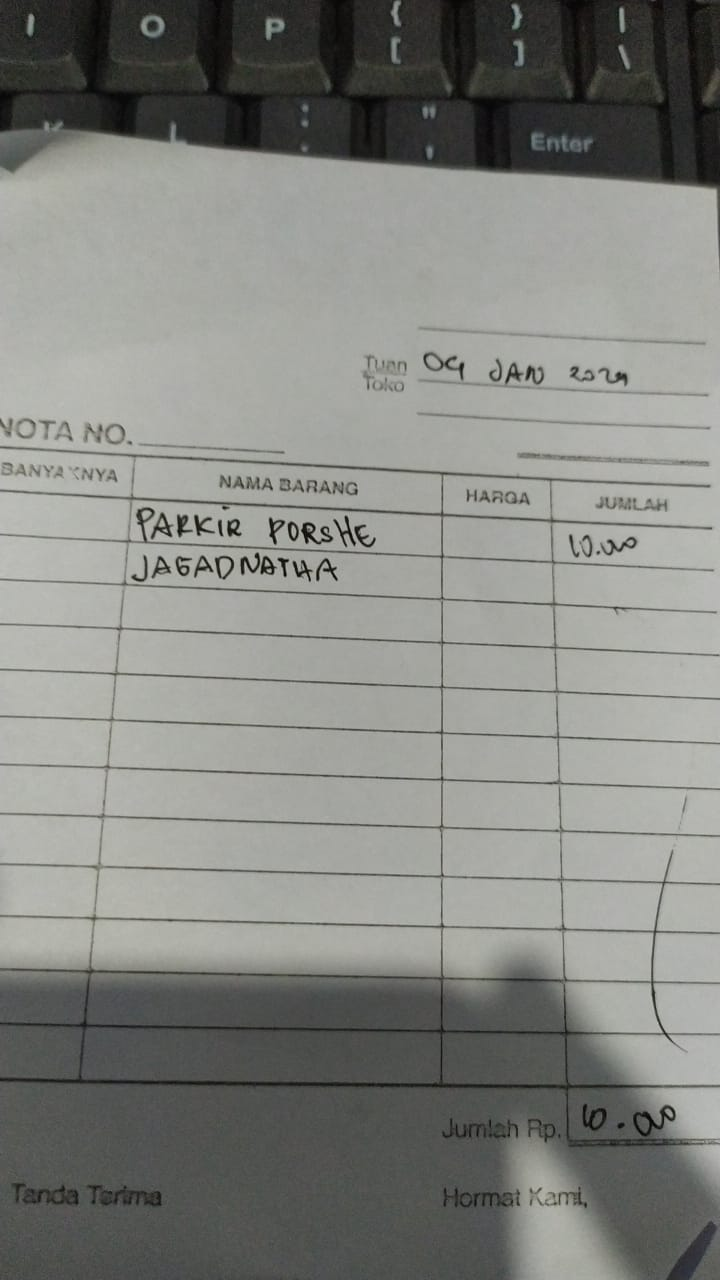 I O P { [ } ] | \
K L : " ' Enter
Tuan 09 JAN 2024
Toko
NOTA NO.
BANYAKNYA NAMA BARANG HARGA JUMLAH
PARKIR PORSHE 10.000
JAGADNATHA
Jumlah Rp. 10.000
Tanda Terima Hormat Kami,